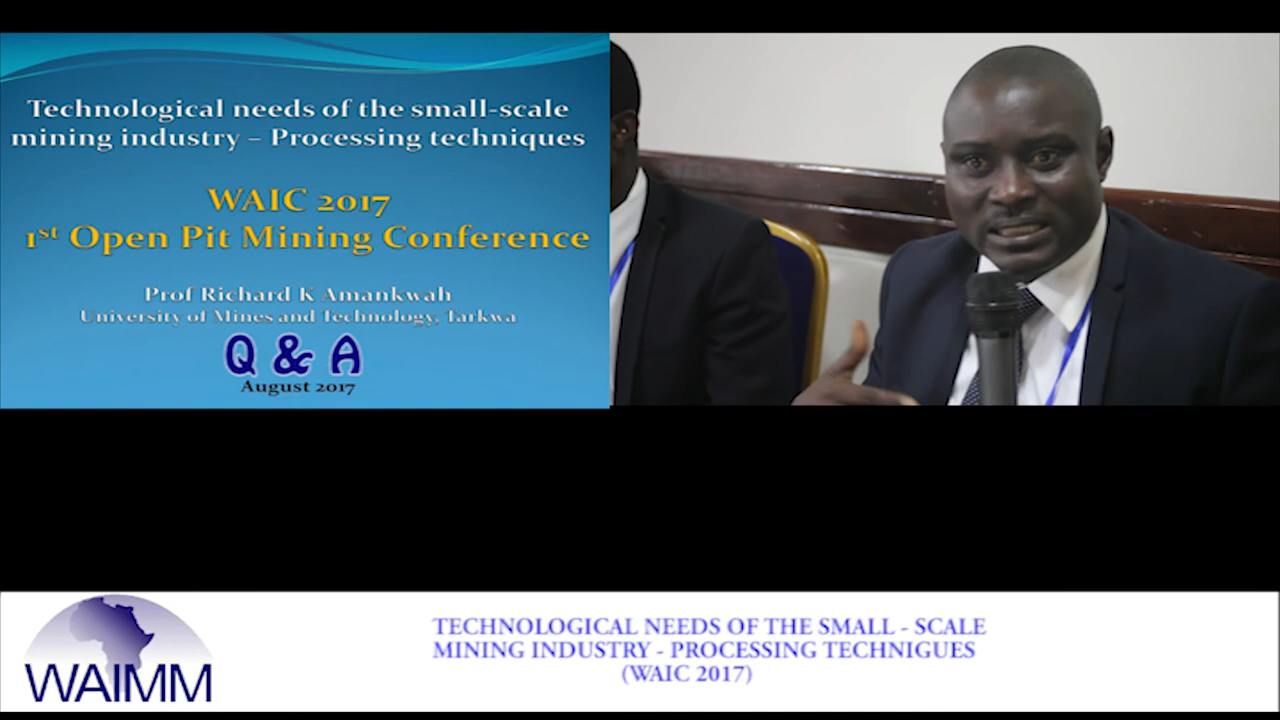 Technological needs of the small-scale
mining industry – Processing techniques
WAIC 2017
1st Open Pit Mining Conference
Prof Richard K Amankwah
University of Mines and Technology, Tarkwa
Q & A
August 2017
WAIMM
TECHNOLOGICAL NEEDS OF THE SMALL - SCALE
MINING INDUSTRY - PROCESSING TECHNIGUES
(WAIC 2017)